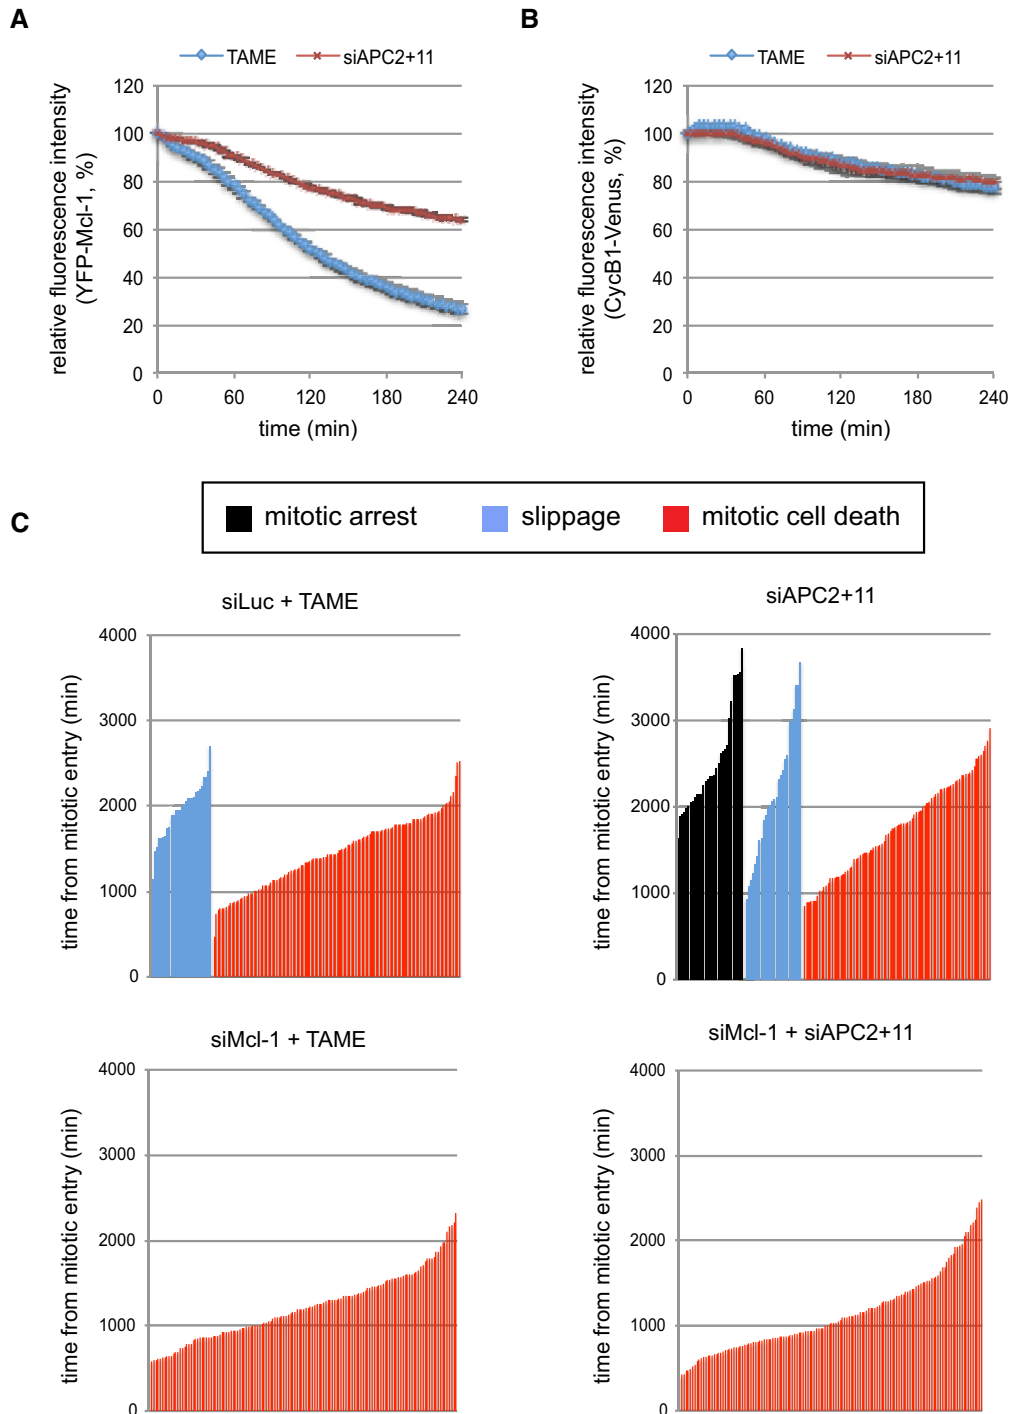 A
TAME siAPC2+11
relative fluorescence intensity
(YFP-Mcl-1, %)
120
100
80
60
40
20
0
0 60 120 180 240
time (min)
B
TAME siAPC2+11
relative fluorescence intensity
(CycB1-Venus, %)
120
100
80
60
40
20
0
0 60 120 180 240
time (min)
C
mitotic arrest slippage mitotic cell death
siLuc + TAME
time from mitotic entry (min)
4000
3000
2000
1000
0
siAPC2+11
time from mitotic entry (min)
4000
3000
2000
1000
0
siMcl-1 + TAME
time from mitotic entry (min)
4000
3000
2000
1000
0
siMcl-1 + siAPC2+11
time from mitotic entry (min)
4000
3000
2000
1000
0